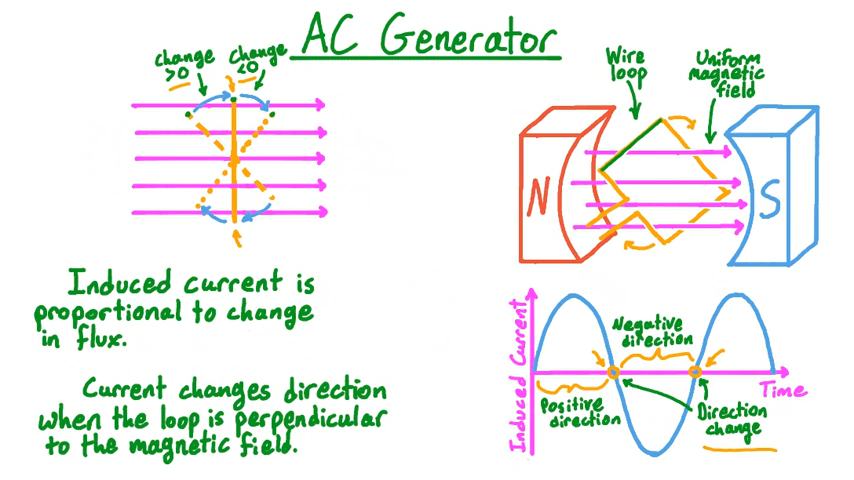 AC Generator
change
>0
change
<0
Wire
loop
Uniform
magnetic
field
N
S
Induced current is
proportional to change
in flux.
Current changes direction
when the loop is perpendicular
to the magnetic field.
Induced Current
Negative
direction
Positive
direction
Direction
change
Time